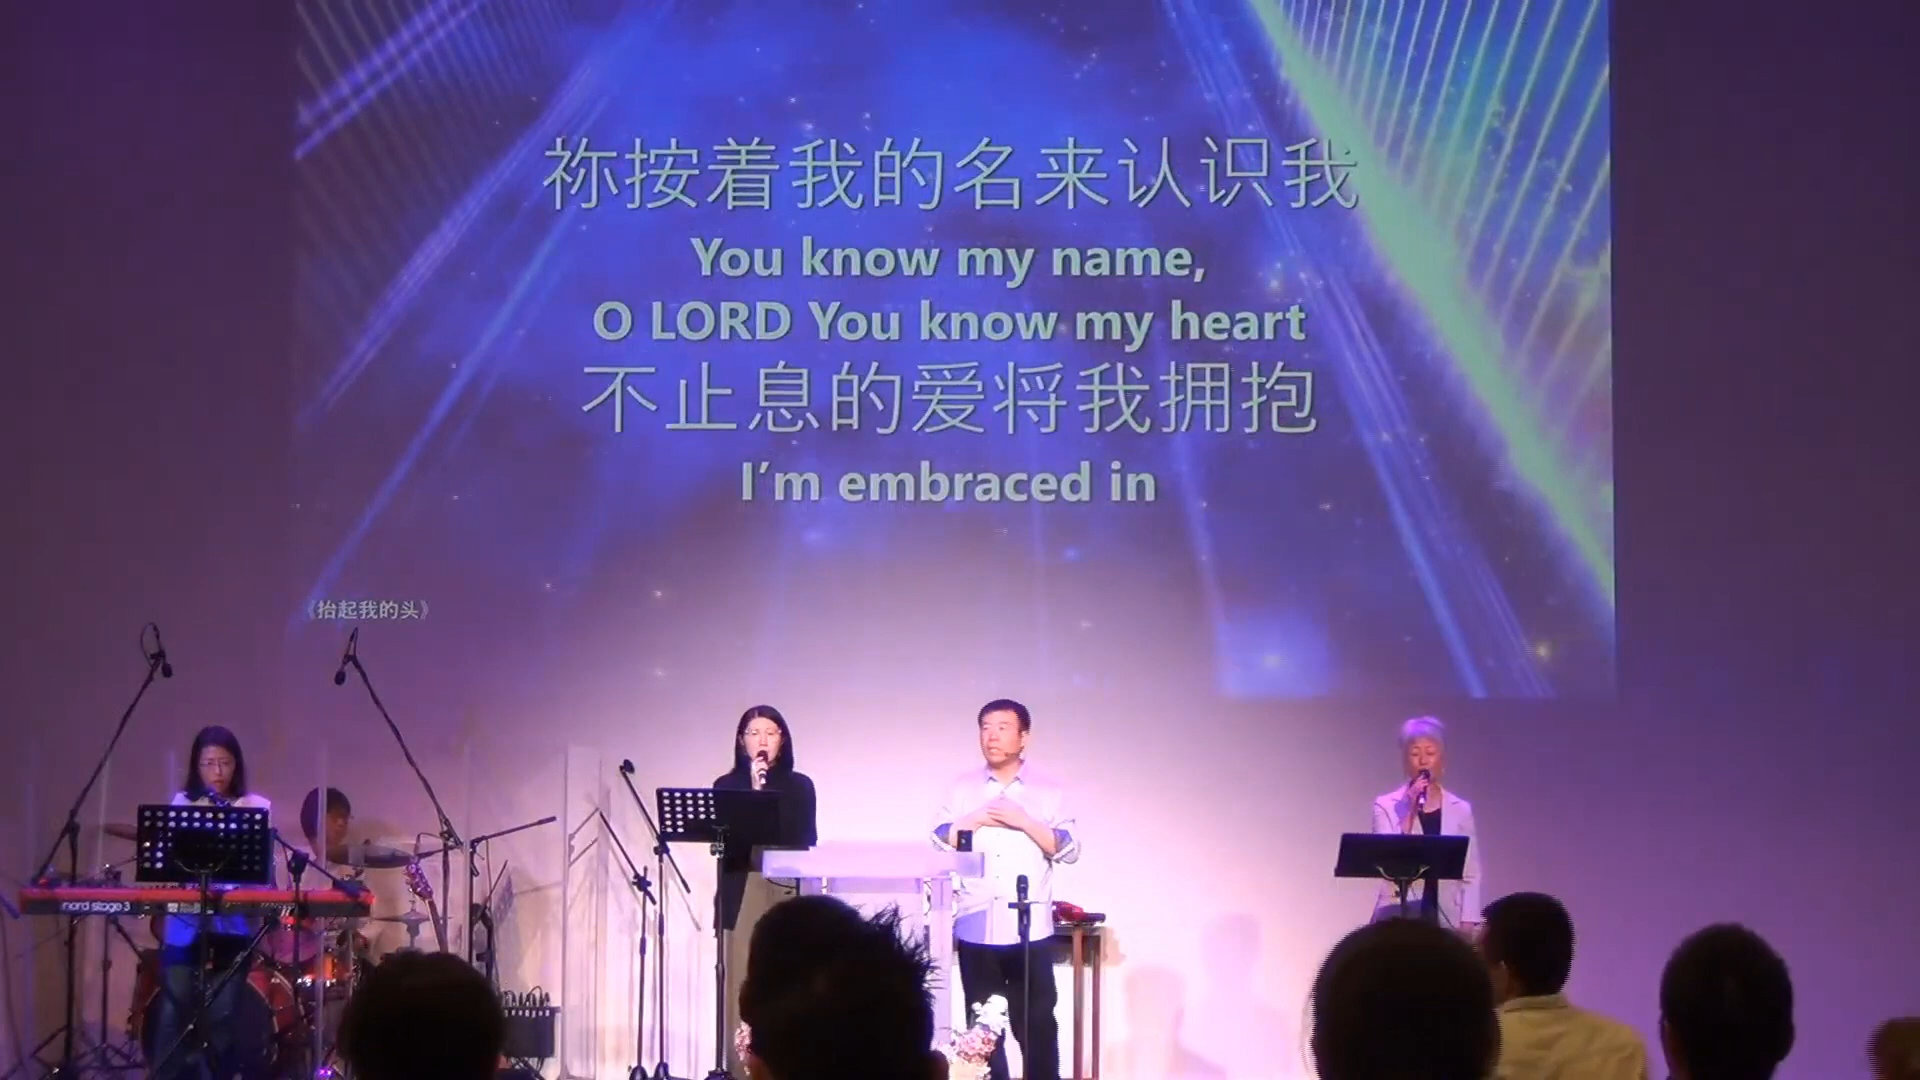 祢按着我的名来认识我
You know my name,
O LORD You know my heart
不止息的爱将我拥抱
I'm embraced in
《抬起我的头》
nord stage 3